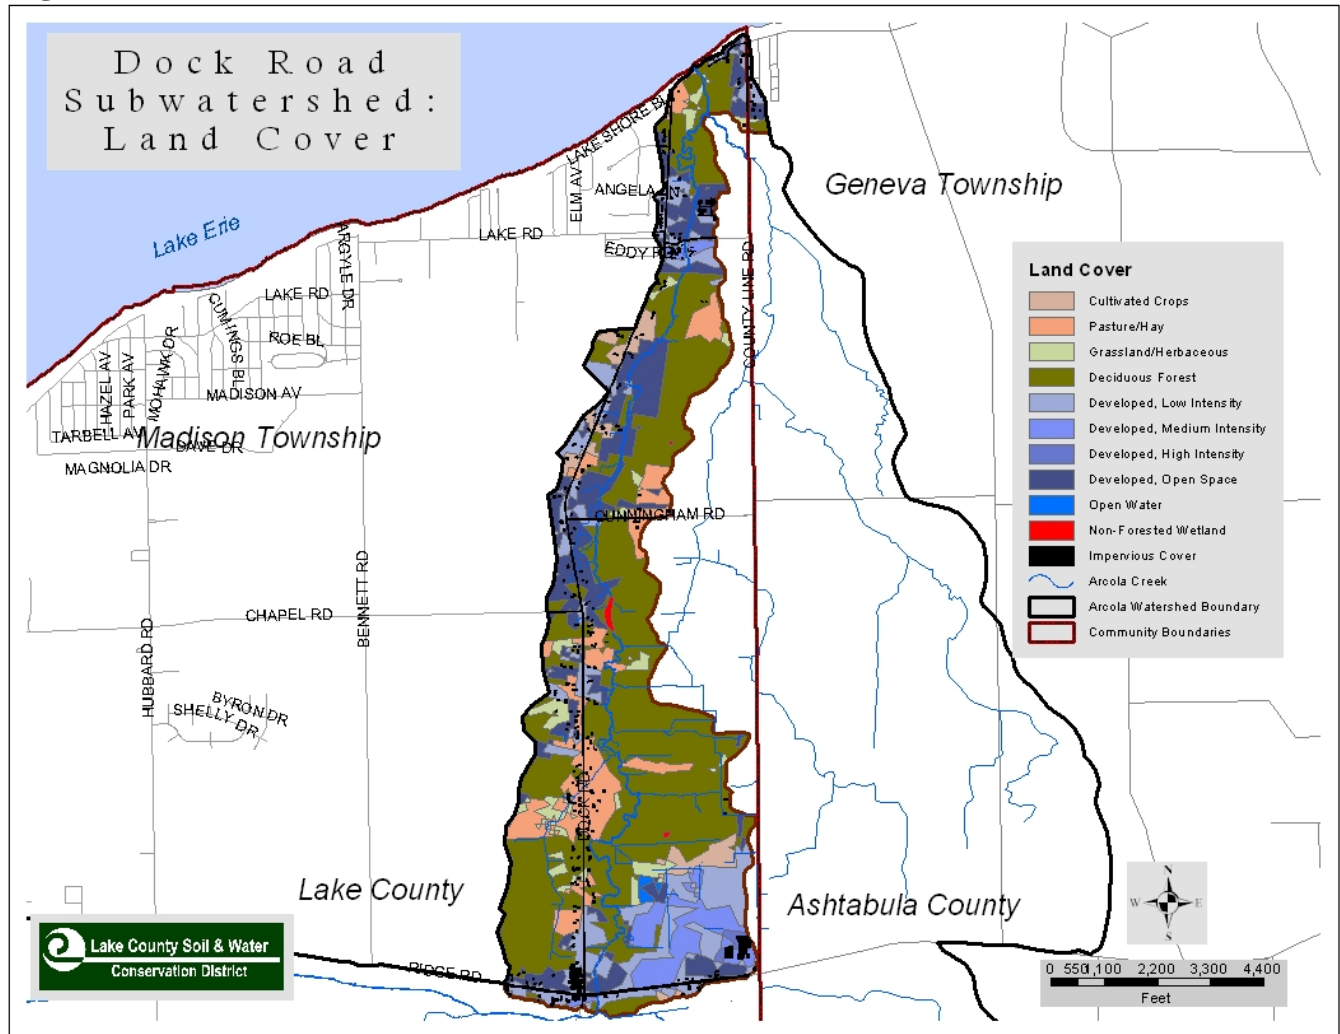 Dock Road
Subwatershed:
Land Cover
LAKE SHORE BL
Geneva Township
ELM AV
ANGELA LN
Lake Erie
ARGYLE DR
LAKE RD
EDDY RD
COUNTY LINE RD
LAKE RD
CUMINGS BL
ROE BL
HAZEL AV
PARK AV
MOHAWK DR
MADISON AV
TARBELL AV
Madison Township
DAVE DR
MAGNOLIA DR
CUNNINGHAM RD
BENNETT RD
CHAPEL RD
HUBBARD RD
BYRON DR
SHELLY DR
DOCK RD
Lake County
Ashtabula County
RIDGE RD
Land Cover
Cultivated Crops
Pasture/Hay
Grassland/Herbaceous
Deciduous Forest
Developed, Low Intensity
Developed, Medium Intensity
Developed, High Intensity
Developed, Open Space
Open Water
Non-Forested Wetland
Impervious Cover
Arcola Creek
Arcola Watershed Boundary
Community Boundaries
N
W E
S
Lake County Soil & Water
Conservation District
0 550 1,100 2,200 3,300 4,400
Feet